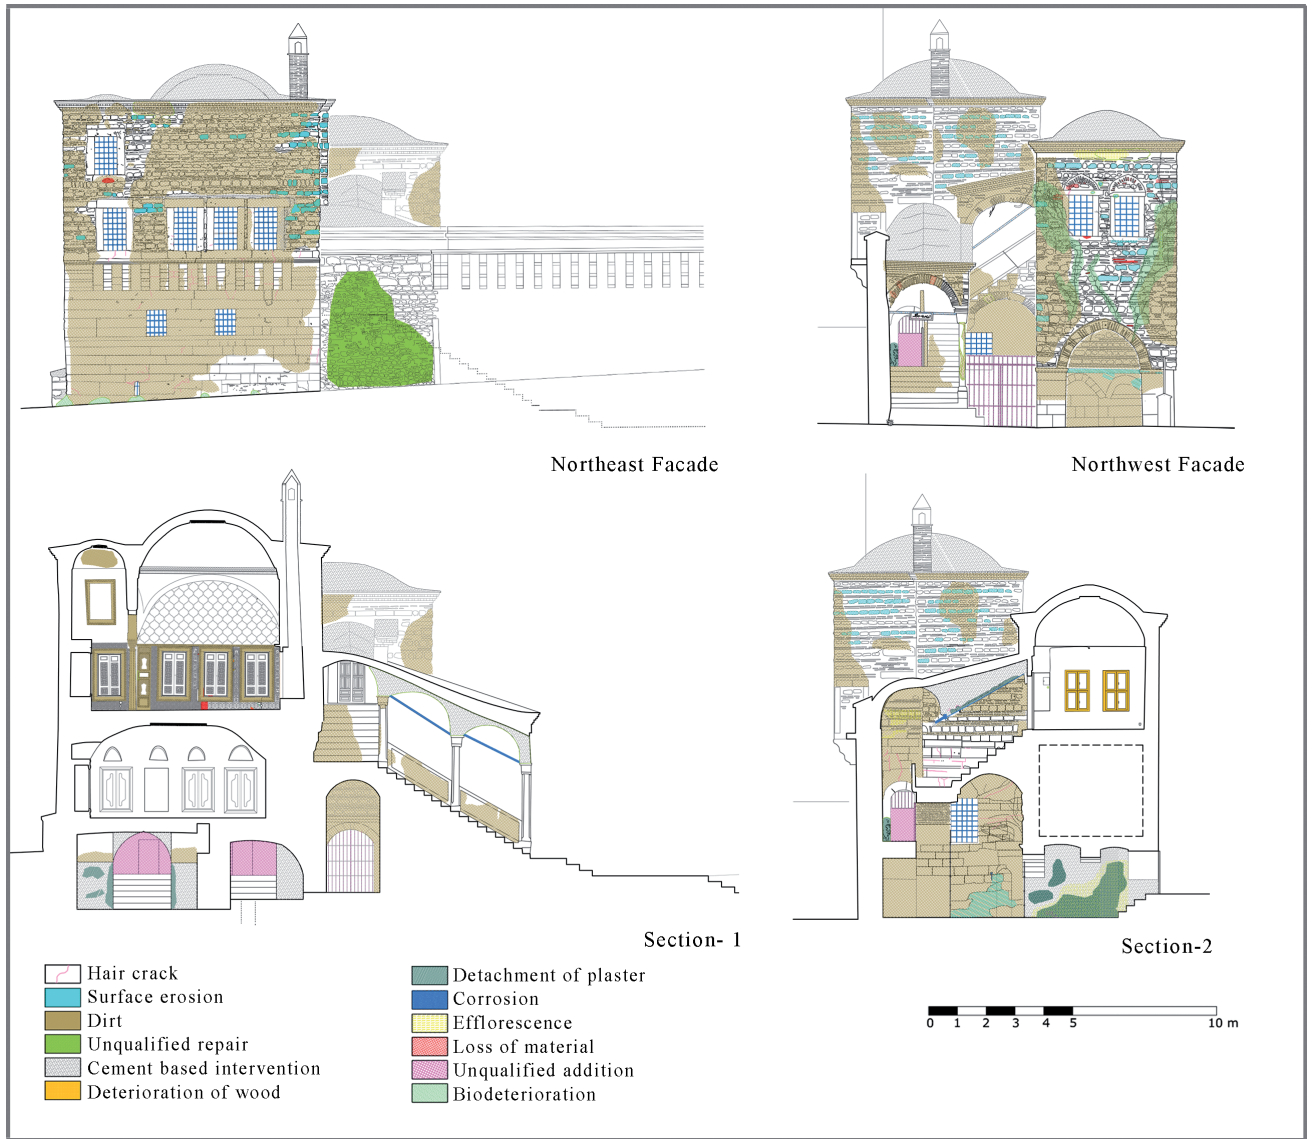 Northeast Facade
Northwest Facade
Section- 1
Section-2
Hair crack
Surface erosion
Dirt
Unqualified repair
Cement based intervention
Deterioration of wood
Detachment of plaster
Corrosion
Efflorescence
Loss of material
Unqualified addition
Biodeterioration
0 1 2 3 4 5 10 m